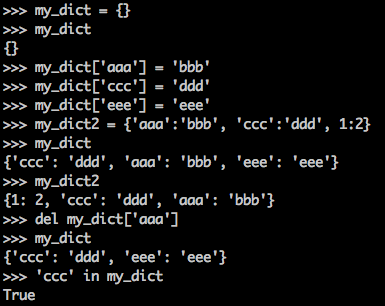 >>> my_dict = {}
>>> my_dict
{}
>>> my_dict['aaa'] = 'bbb'
>>> my_dict['ccc'] = 'ddd'
>>> my_dict['eee'] = 'eee'
>>> my_dict2 = {'aaa':'bbb', 'ccc':'ddd', 1:2}
>>> my_dict
{'ccc': 'ddd', 'aaa': 'bbb', 'eee': 'eee'}
>>> my_dict2
{1: 2, 'ccc': 'ddd', 'aaa': 'bbb'}
>>> del my_dict['aaa']
>>> my_dict
{'ccc': 'ddd', 'eee': 'eee'}
>>> 'ccc' in my_dict
True